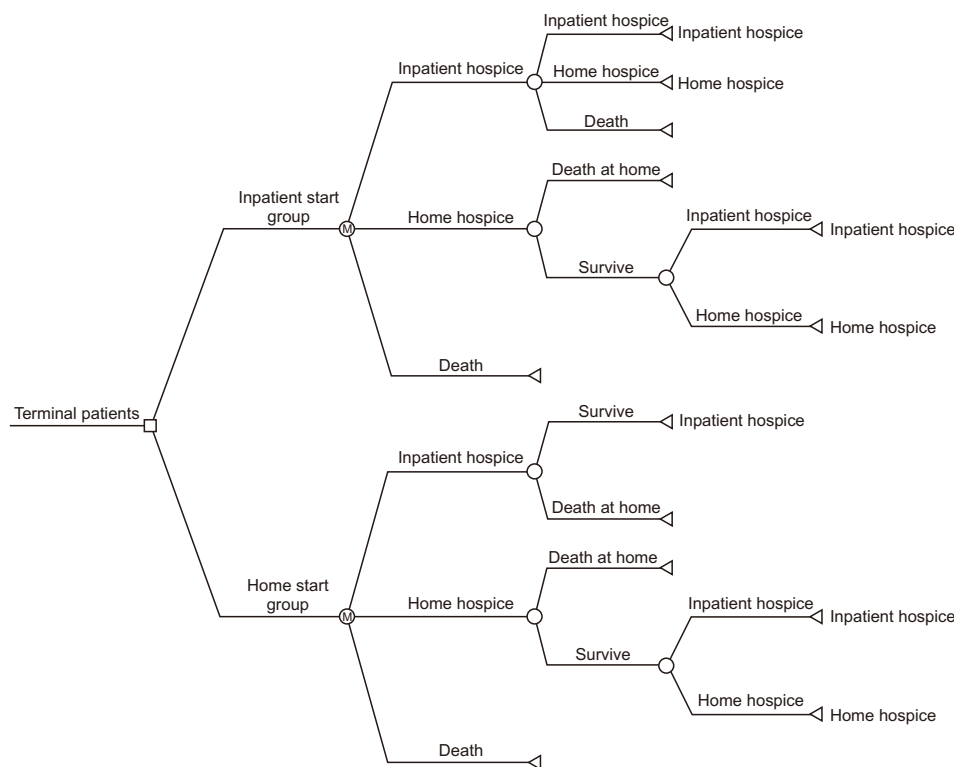 Inpatient hospice
Inpatient hospice
Inpatient hospice
Home hospice
Home hospice
Death
Death at home
Inpatient start
group
M
Home hospice
Inpatient hospice
Inpatient hospice
Survive
Home hospice
Home hospice
Death
Terminal patients
Survive
Inpatient hospice
Inpatient hospice
Death at home
Death at home
Home start
group
M
Home hospice
Inpatient hospice
Inpatient hospice
Survive
Home hospice
Home hospice
Death